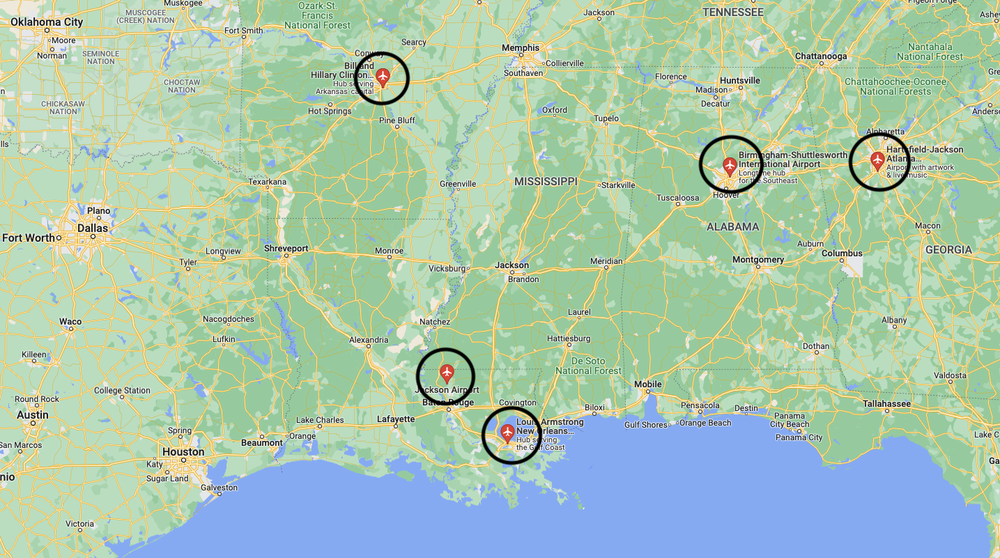 Muskogee
MUSKOGEE
(CREEK) NATION
Oklahoma City
Moore
Norman
SEMINOLE
NATION
Fort Smith
Ozark-St.
Francis
National Forest
Searcy
Conway
Bill and
Hillary Clinton...
Hub serving
Arkansas' capital
CHOCTAW
NATION
CHICKASAW
NATION
Hot Springs
Pine Bluff
Jackson
TENNESSEE
Pigeon Forge
Ashe
Memphis
Collierville
Southaven
Chattanooga
Nantahala
National Forest
Florence
Huntsville
Madison
Decatur
Chattahoochee-Oconee
National Forests
Anderso
Oxford
Tupelo
Alpharetta
lls
Birmingham-Shuttlesworth
International Airport
Longtime hub
for the Southeast
Hartsfield-Jackson
Atlanta...
Airport with artwork
& live music
Hoover
Texarkana
Greenville
MISSISSIPPI
Starkville
Tuscaloosa
ALABAMA
Plano
Dallas
Fort Worth
Macon
GEORGIA
Auburn
Columbus
Montgomery
Longview
Tyler
Shreveport
Monroe
Vicksburg
Jackson
Brandon
Meridian
Waco
Nacogdoches
Lufkin
Killeen
Natchez
Alexandria
Laurel
Hattiesburg
De Soto
National Forest
Albany
Dothan
Valdosta
College Station
Round Rock
Austin
San Marcos
nio
Jackson Airport
Baton Rouge
Covington
Louis Armstrong
New Orleans...
Hub serving
the Gulf Coast
Mobile
Biloxi
Gulf Shores
Orange Beach
Pensacola
Destin
Panama
City Beach
Panama City
Tallahassee
Lake C
Ga
Lake Charles
Lafayette
Orange
Beaumont
Spring
Houston
Katy
Sugar Land
Galveston
Victoria